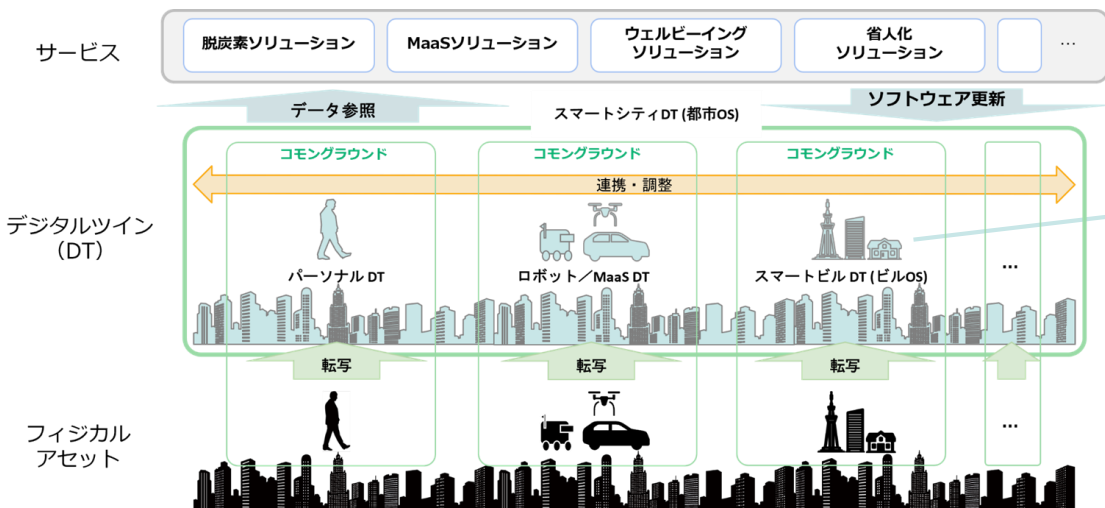 サービス
脱炭素ソリューション
MaaSソリューション
ウェルビーイング
ソリューション
省人化
ソリューション
…
データ参照
スマートシティDT (都市OS)
ソフトウェア更新
コモングラウンド
コモングラウンド
コモングラウンド
連携・調整
デジタルツイン
（DT）
パーソナル DT
ロボット／MaaS DT
スマートビル DT (ビルOS)
…
転写
転写
転写
フィジカル
アセット
…